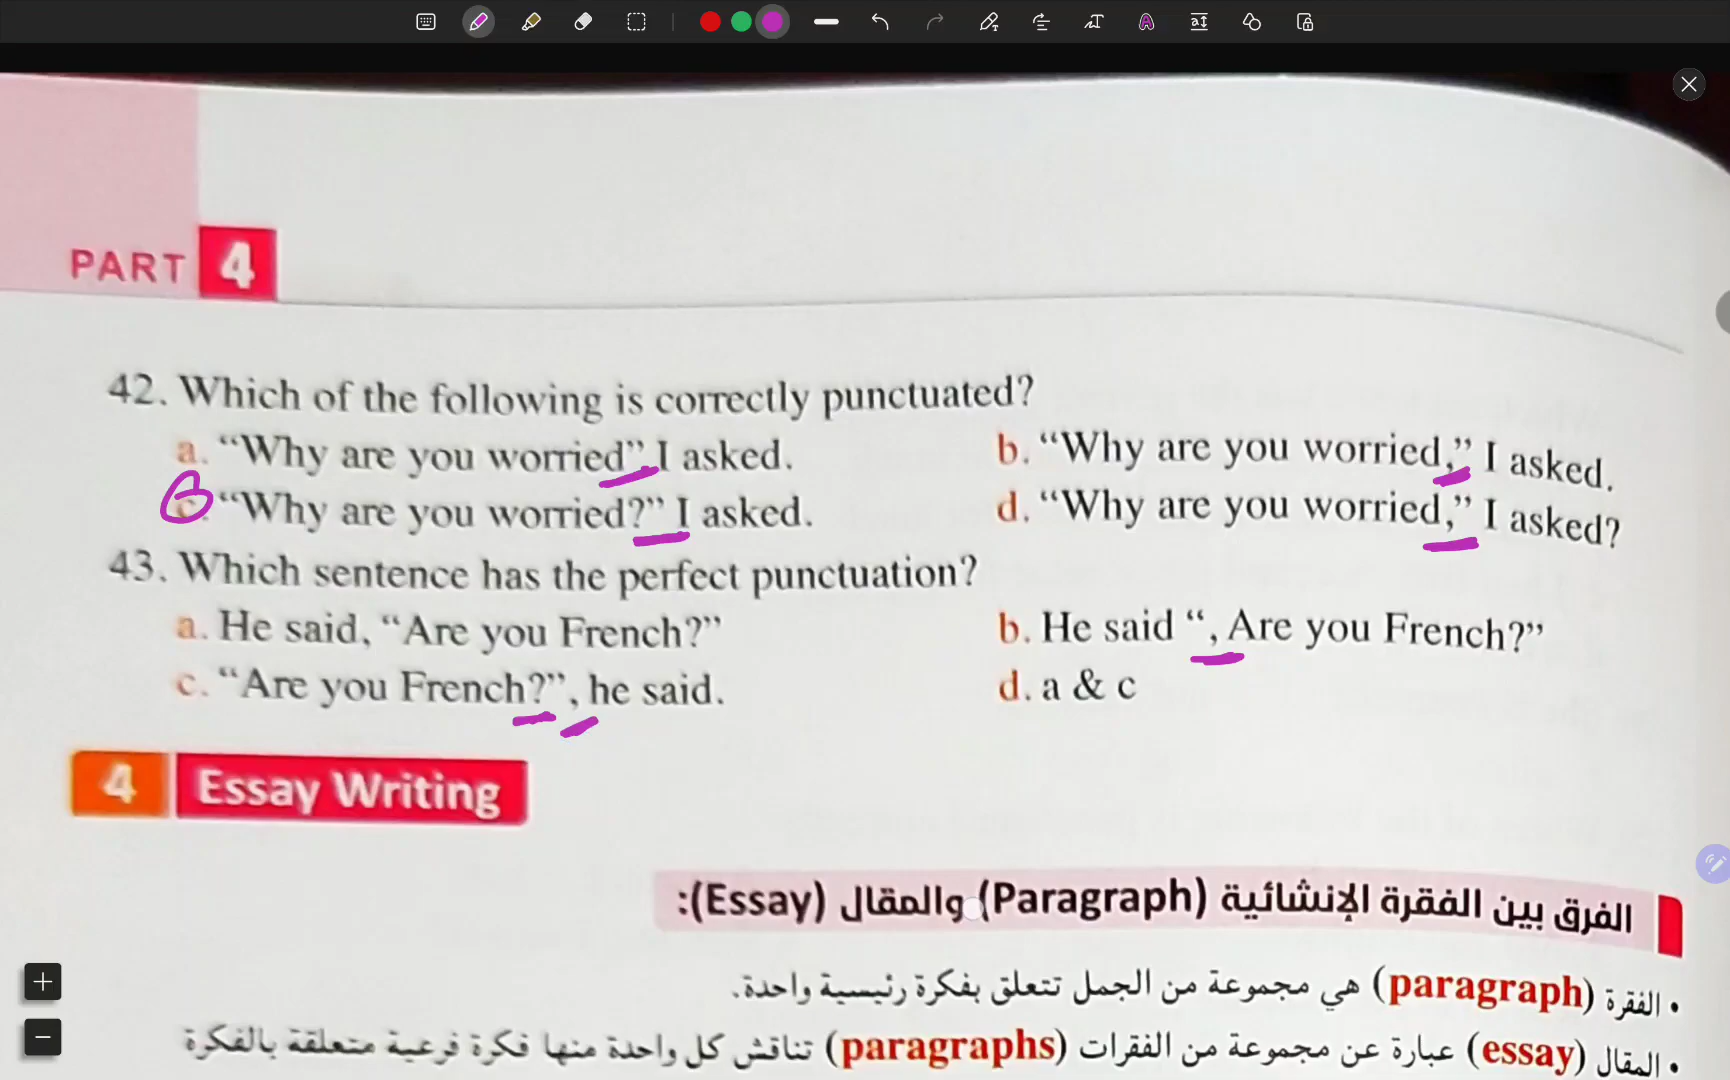 PART 4
42. Which of the following is correctly punctuated?
a. “Why are you worried” I asked.
b. “Why are you worried,” I asked.
c. “Why are you worried?” I asked.
d. “Why are you worried,” I asked?
43. Which sentence has the perfect punctuation?
a. He said, “Are you French?”
b. He said “, Are you French?”
c. “Are you French?”, he said.
d. a & c
4 Essay Writing
الفرق بين الفقرة الإنشائية (Paragraph) والمقال (Essay):
• الفقرة (paragraph) هي مجموعة من الجمل تتعلق بفكرة رئيسية واحدة.
• المقال (essay) عبارة عن مجموعة من الفقرات (paragraphs) تناقش كل واحدة منها فكرة فرعية متعلقة بالفكرة